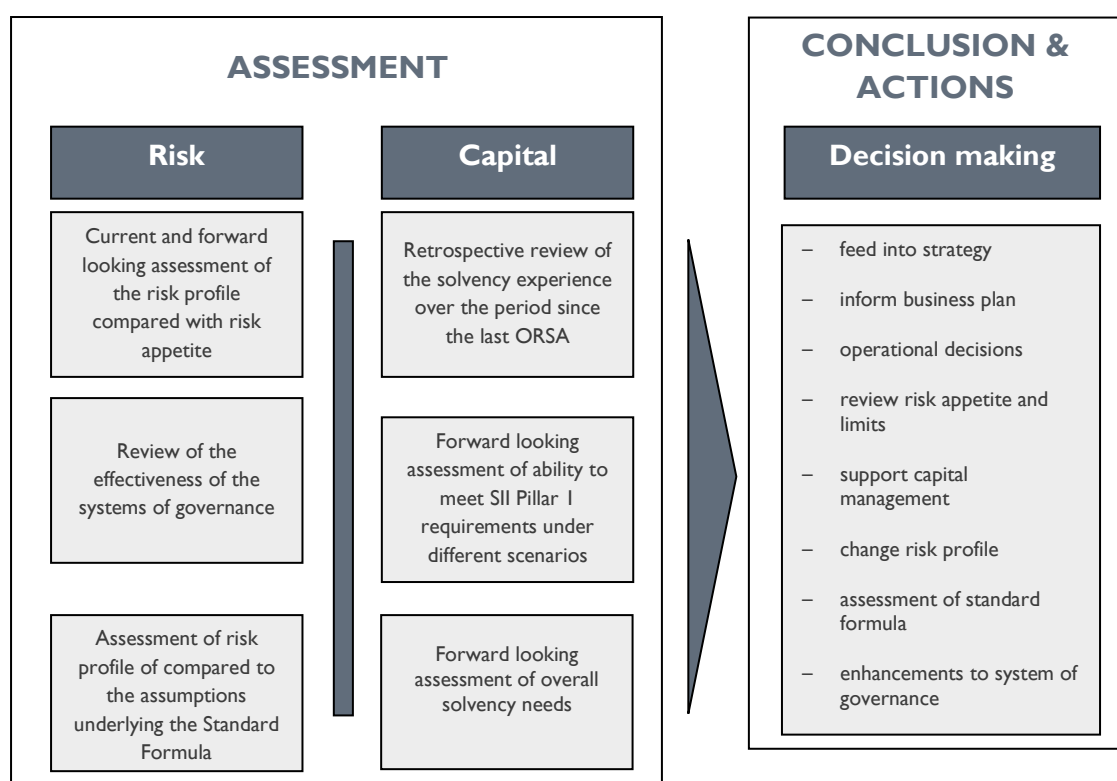 ASSESSMENT
Risk
Current and forward
looking assessment of
the risk profile
compared with risk
appetite
Review of the
effectiveness of the
systems of governance
Assessment of risk
profile of compared to
the assumptions
underlying the Standard
Formula
Capital
Retrospective review of
the solvency experience
over the period since
the last ORSA
Forward looking
assessment of ability to
meet SII Pillar 1
requirements under
different scenarios
Forward looking
assessment of overall
solvency needs
CONCLUSION &
ACTIONS
Decision making
– feed into strategy
– inform business plan
– operational decisions
– review risk appetite and
limits
– support capital
management
– change risk profile
– assessment of standard
formula
– enhancements to system of
governance